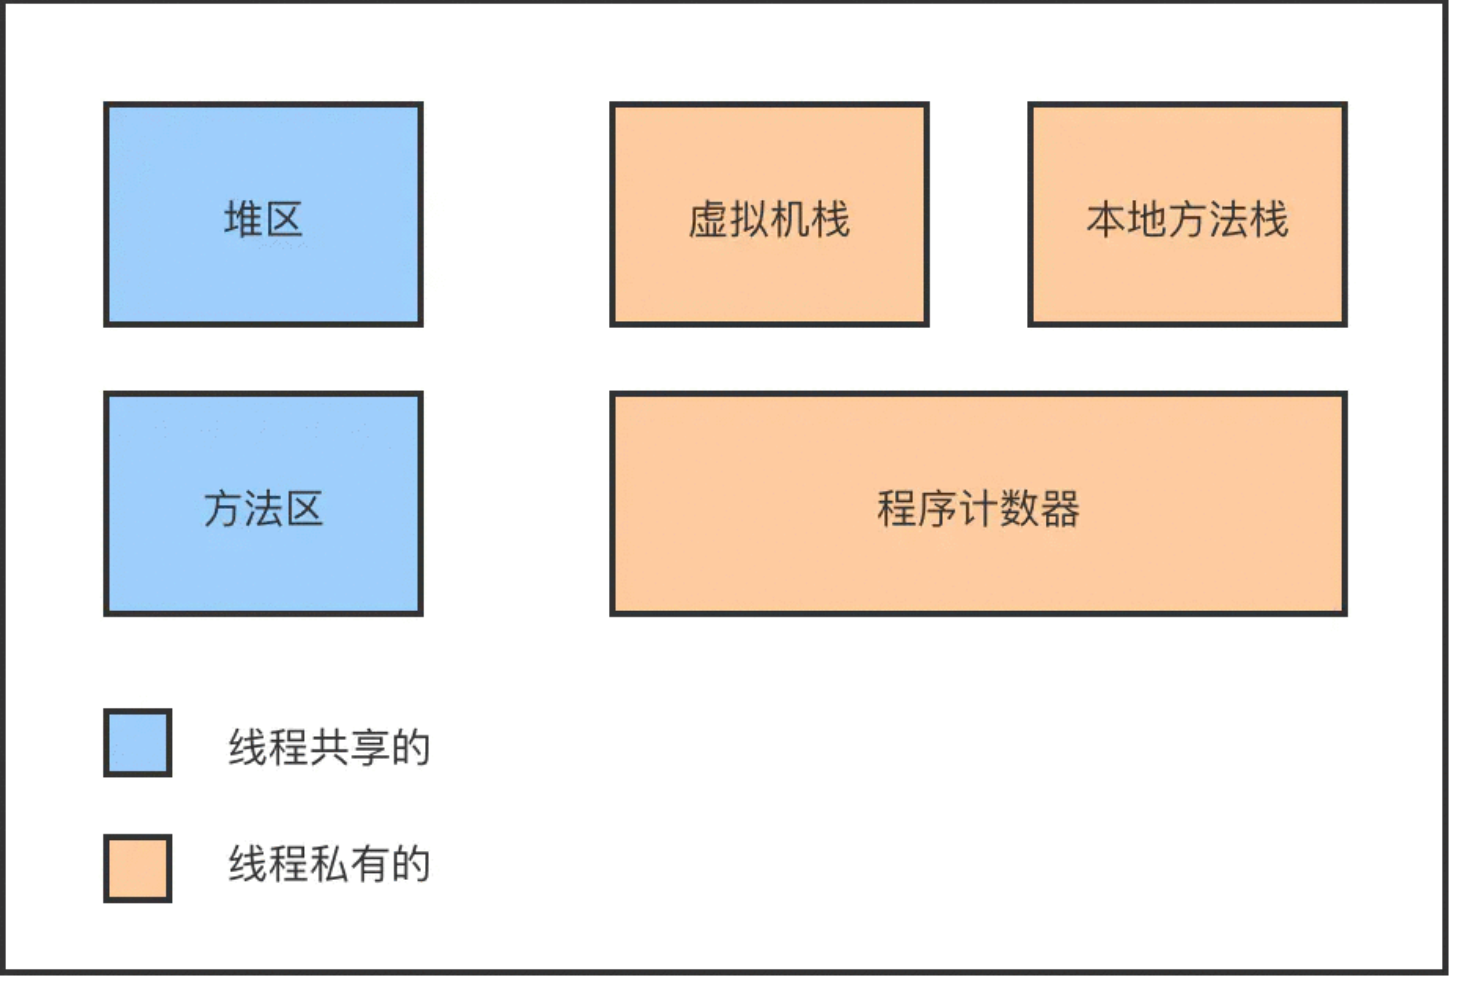 堆区
虚拟机栈
本地方法栈
方法区
程序计数器
线程共享的
线程私有的